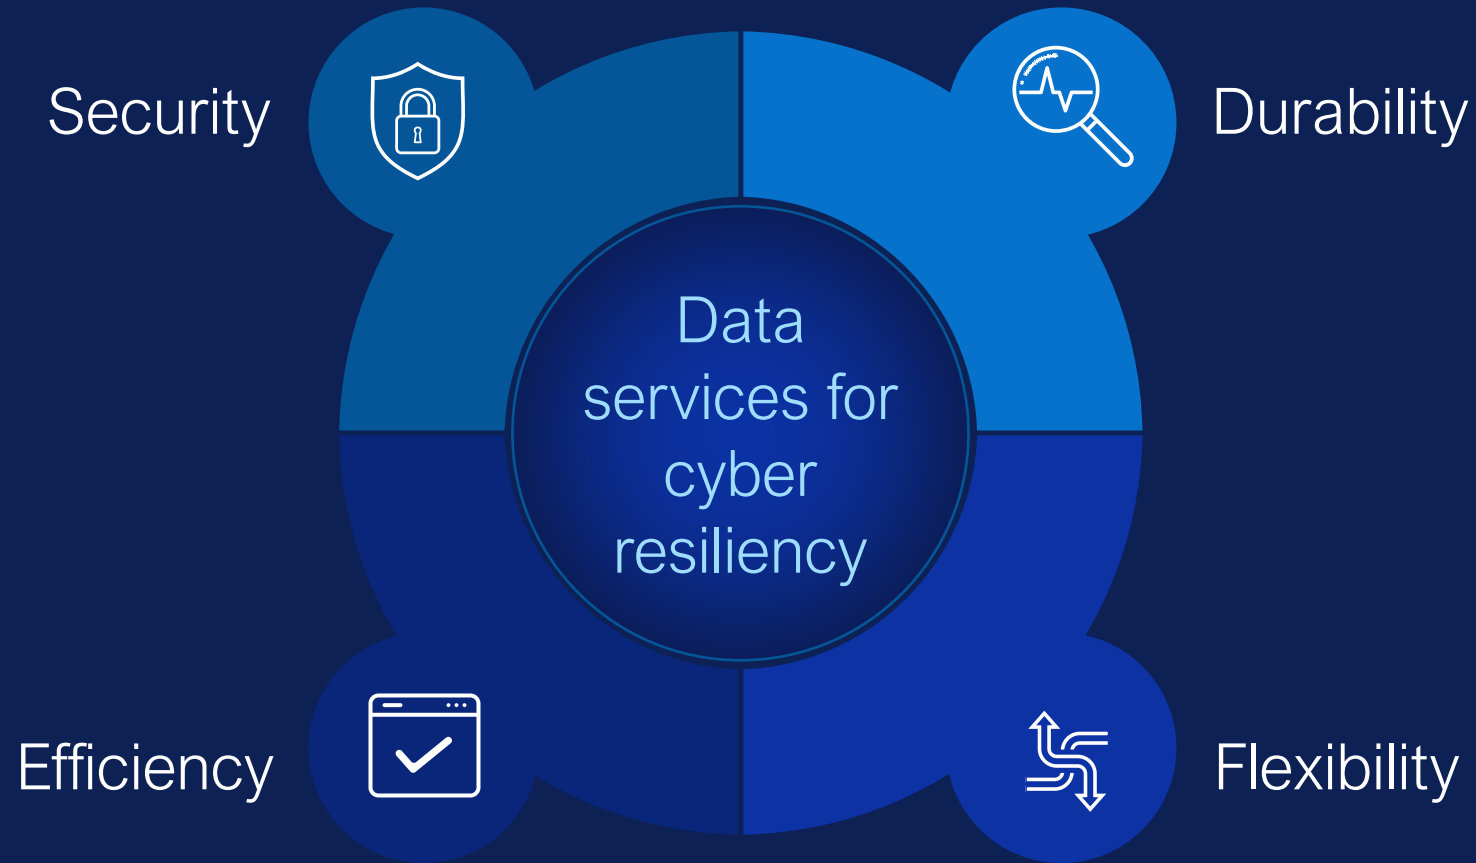 Security
Durability
Data
services for
cyber
resiliency
Efficiency
Flexibility